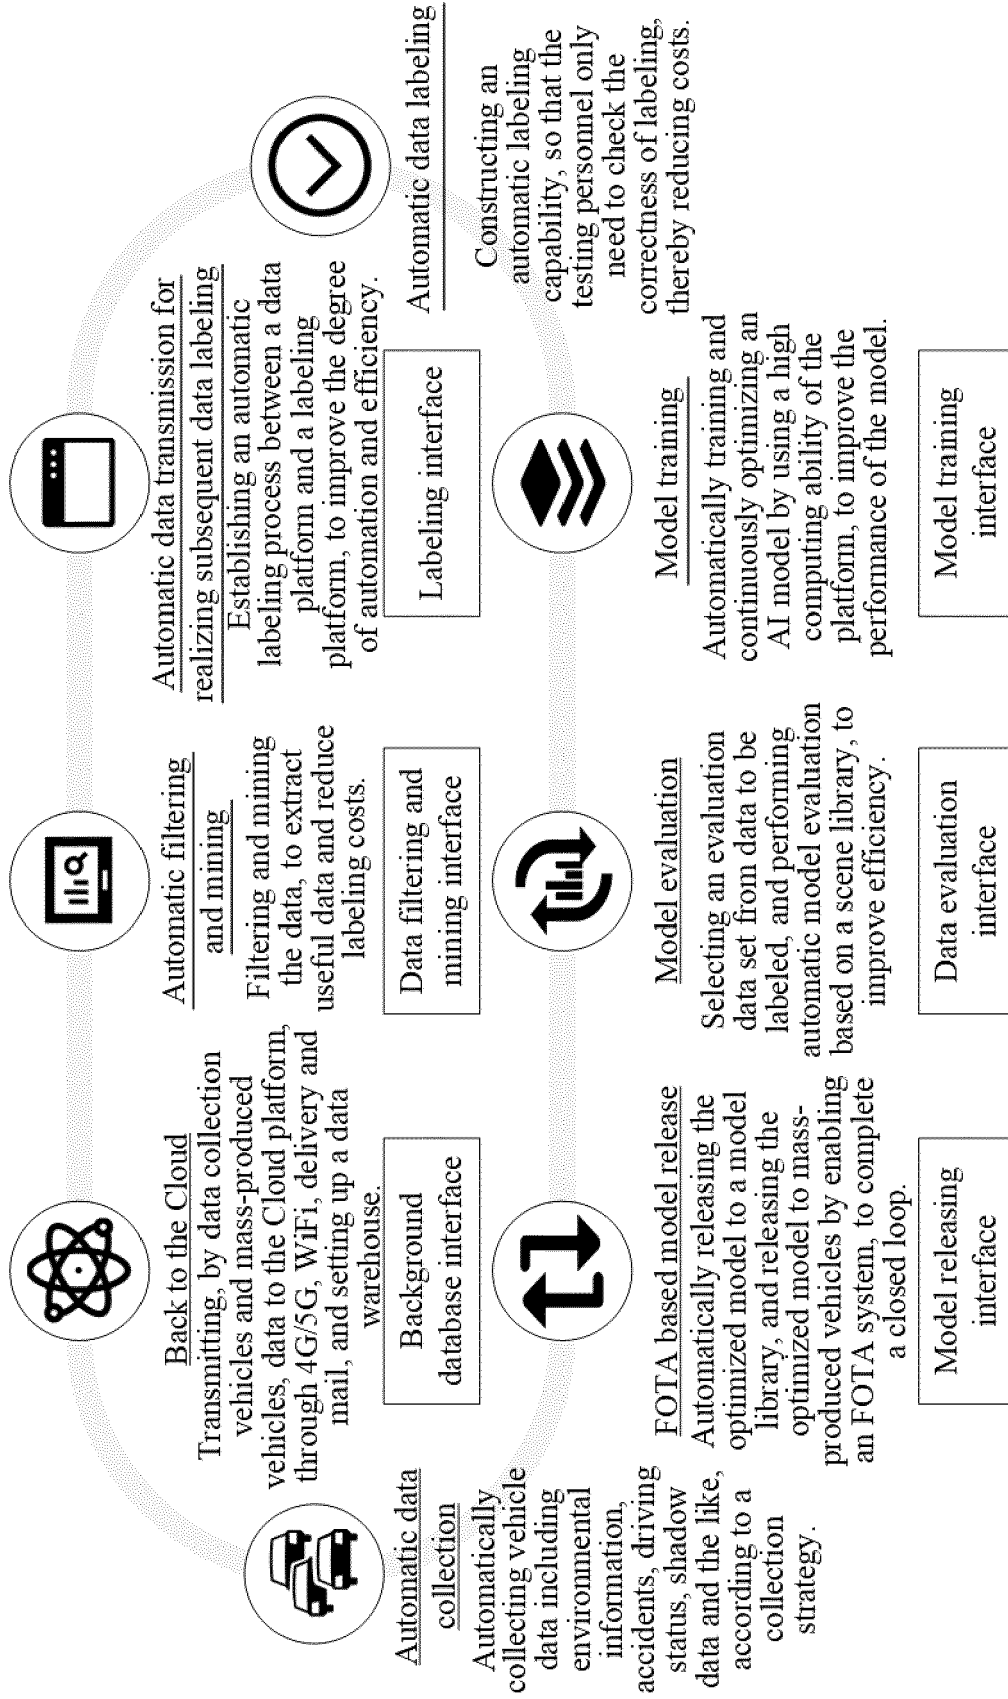 Automatic data
collection
Automatically
collecting vehicle
data including
environmental
information,
accidents, driving
status, shadow
data and the like,
according to a
collection
strategy.
Back to the Cloud
Transmitting, by data collection
vehicles and mass-produced
vehicles, data to the Cloud platform,
through 4G/5G, WiFi, delivery and
mail, and setting up a data
warehouse.
Background
database interface
Automatic filtering
and mining
Filtering and mining
the data, to extract
useful data and reduce
labeling costs.
Data filtering and
mining interface
Automatic data transmission for
realizing subsequent data labeling
Establishing an automatic
labeling process between a data
platform and a labeling
platform, to improve the degree
of automation and efficiency.
Labeling interface
Automatic data labeling
Constructing an
automatic labeling
capability, so that the
testing personnel only
need to check the
correctness of labeling,
thereby reducing costs.
Model training
Automatically training and
continuously optimizing an
AI model by using a high
computing ability of the
platform, to improve the
performance of the model.
Model training
interface
Model evaluation
Selecting an evaluation
data set from data to be
labeled, and performing
automatic model evaluation
based on a scene library, to
improve efficiency.
Data evaluation
interface
FOTA based model release
Automatically releasing the
optimized model to a model
library, and releasing the
optimized model to mass-
produced vehicles by enabling
an FOTA system, to complete
a closed loop.
Model releasing
interface